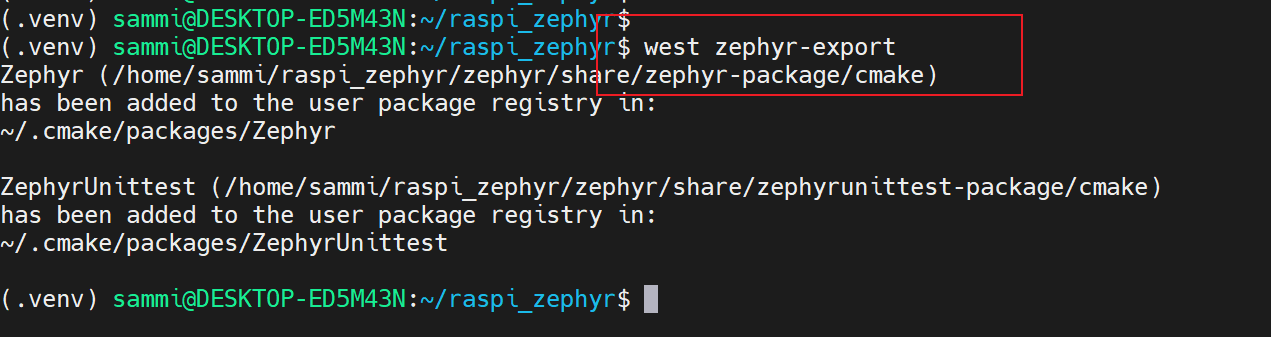 (.venv) sammi@DESKTOP-ED5M43N:~/raspi_zephyr$
(.venv) sammi@DESKTOP-ED5M43N:~/raspi_zephyr$ west zephyr-export
Zephyr (/home/sammi/raspi_zephyr/zephyr/share/zephyr-package/cmake)
has been added to the user package registry in:
~/.cmake/packages/Zephyr
ZephyrUnittest (/home/sammi/raspi_zephyr/zephyr/share/zephyrunittest-package/cmake)
has been added to the user package registry in:
~/.cmake/packages/ZephyrUnittest
(.venv) sammi@DESKTOP-ED5M43N:~/raspi_zephyr$